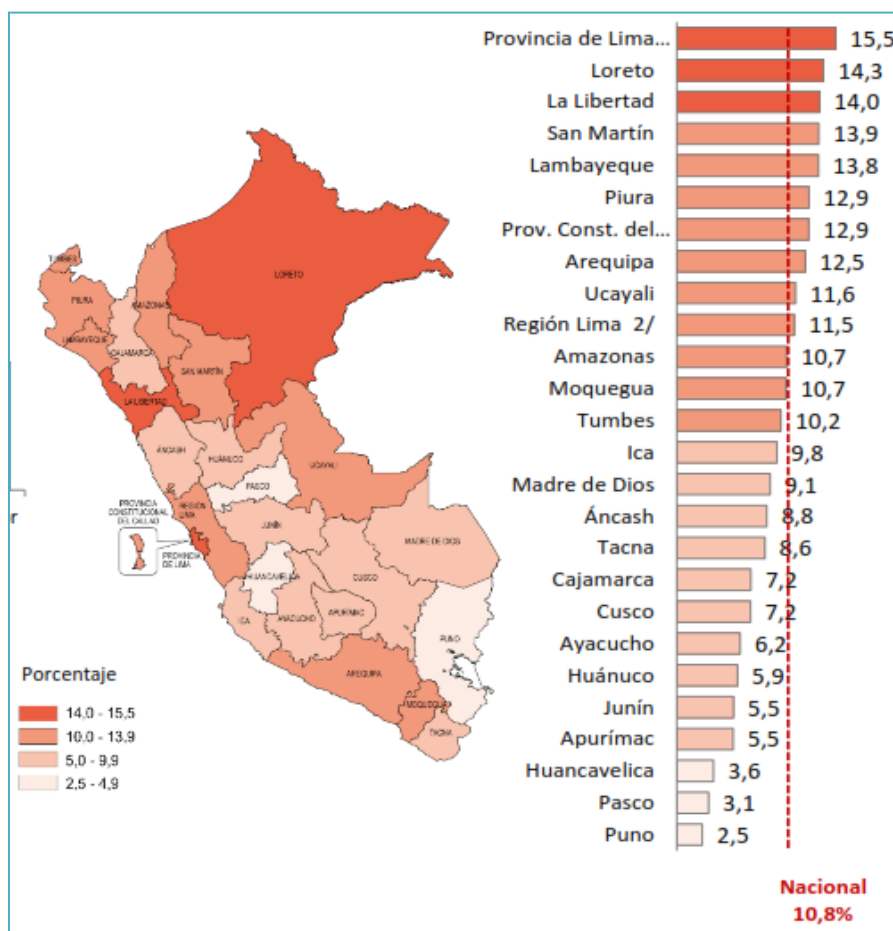 TUMBES
PIURA
LAMBAYEQUE
CAJAMARCA
AMAZONAS
LORETO
SAN MARTÍN
LA LIBERTAD
ÁNCASH
HUÁNUCO
UCAYALI
PASCO
PROVINCIA
CONSTITUCIONAL
DEL CALLAO
REGIÓN
LIMA
PROVINCIA
DE LIMA
JUNÍN
MADRE DE DIOS
HUANCAVELICA
CUSCO
ICA
AYACUCHO
APURÍMAC
PUNO
AREQUIPA
MOQUEGUA
TACNA
r
Porcentaje
14,0 - 15,5
10,0 - 13,9
5,0 - 9,9
2,5 - 4,9
Provincia de Lima... 15,5
Loreto 14,3
La Libertad 14,0
San Martín 13,9
Lambayeque 13,8
Piura 12,9
Prov. Const. del... 12,9
Arequipa 12,5
Ucayali 11,6
Región Lima 2/ 11,5
Amazonas 10,7
Moquegua 10,7
Tumbes 10,2
Ica 9,8
Madre de Dios 9,1
Áncash 8,8
Tacna 8,6
Cajamarca 7,2
Cusco 7,2
Ayacucho 6,2
Huánuco 5,9
Junín 5,5
Apurímac 5,5
Huancavelica 3,6
Pasco 3,1
Puno 2,5
Nacional
10,8%